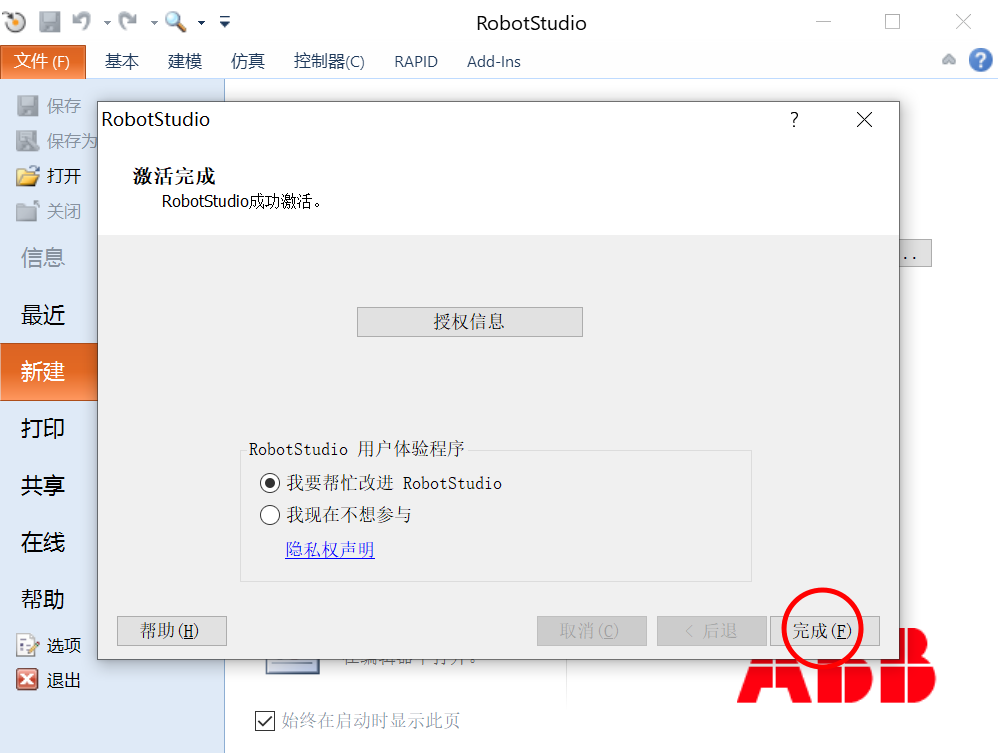 RobotStudio
文件(F) 基本 建模 仿真 控制器(C) RAPID Add-Ins
保存
保存为
打开
关闭
信息
最近
新建
打印
共享
在线
帮助
选项
退出
RobotStudio
激活完成
RobotStudio成功激活。
授权信息
RobotStudio 用户体验程序
我要帮忙改进 RobotStudio
我现在不想参与
隐私权声明
帮助(H) 取消(C) < 后退 完成(F)
ABB
始终在启动时显示此页